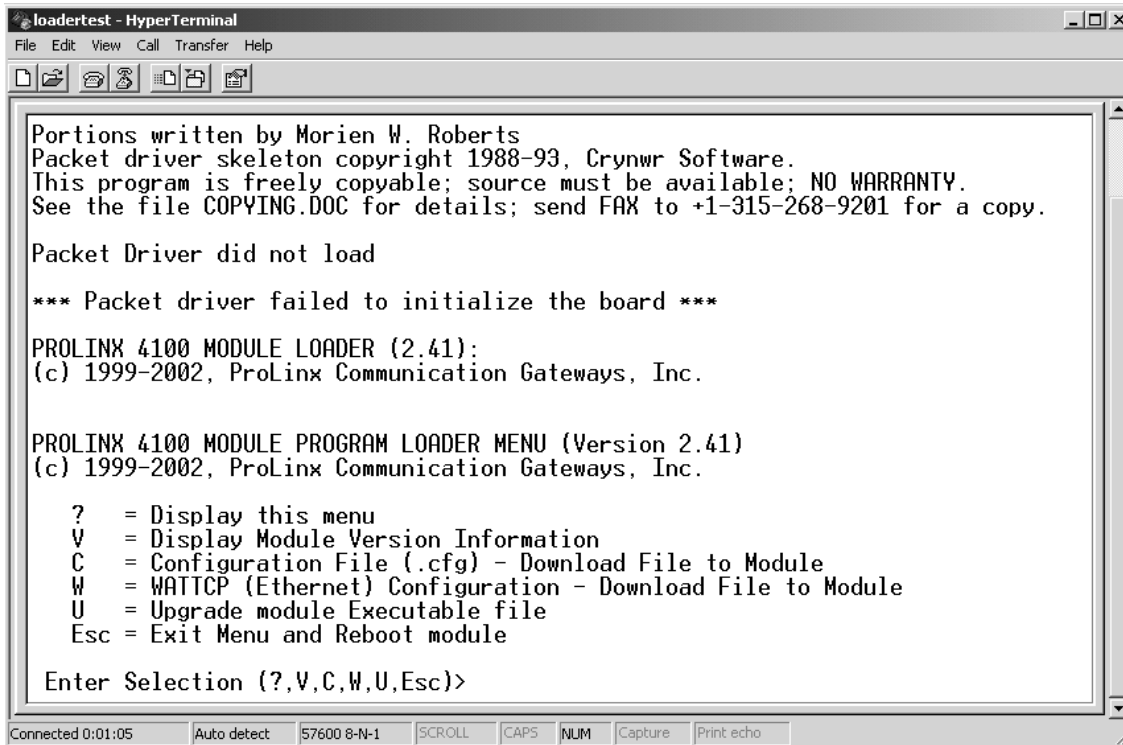 loadertest - HyperTerminal
File Edit View Call Transfer Help
Portions written by Morien W. Roberts
Packet driver skeleton copyright 1988-93, Crynwr Software.
This program is freely copyable; source must be available; NO WARRANTY.
See the file COPYING.DOC for details; send FAX to +1-315-268-9201 for a copy.
Packet Driver did not load
*** Packet driver failed to initialize the board ***
PROLINX 4100 MODULE LOADER (2.41):
(c) 1999-2002, ProLinx Communication Gateways, Inc.
PROLINX 4100 MODULE PROGRAM LOADER MENU (Version 2.41)
(c) 1999-2002, ProLinx Communication Gateways, Inc.
? = Display this menu
V = Display Module Version Information
C = Configuration File (.cfg) - Download File to Module
W = WATTCP (Ethernet) Configuration - Download File to Module
U = Upgrade module Executable file
Esc = Exit Menu and Reboot module
Enter Selection (?,V,C,W,U,Esc)>
Connected 0:01:05 Auto detect 57600 8-N-1 SCROLL CAPS NUM Capture Print echo